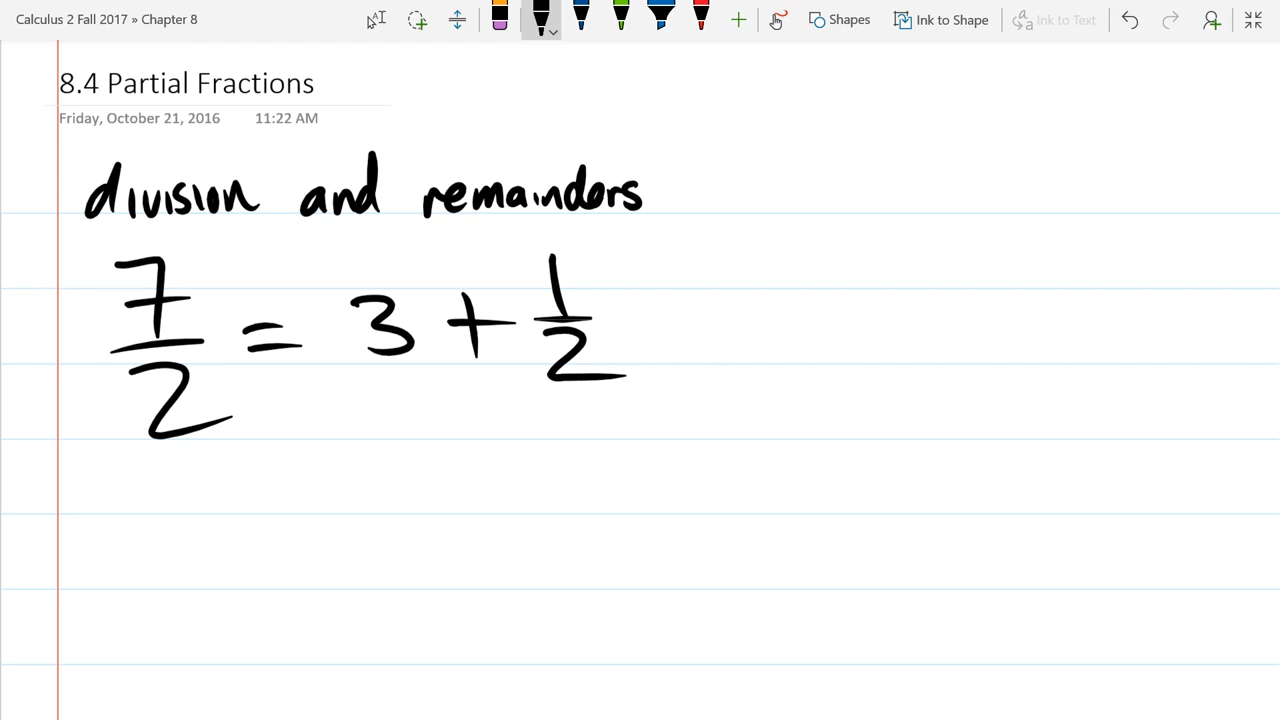 Calculus 2 Fall 2017 » Chapter 8
Shapes
Ink to Shape
Ink to Text
8.4 Partial Fractions
Friday, October 21, 2016 11:22 AM
division and remainders
7/2 = 3 + 1/2